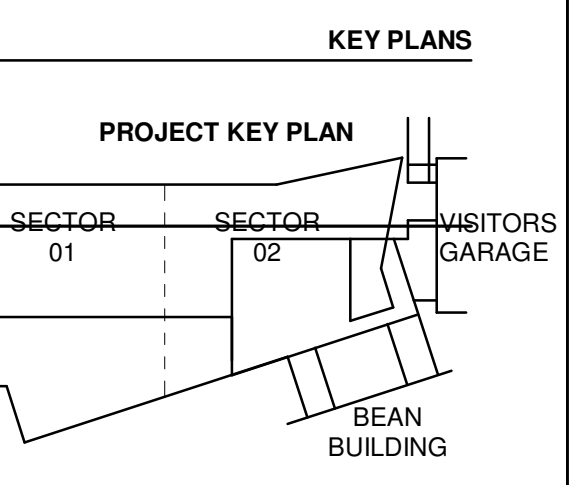 KEY PLANS
PROJECT KEY PLAN
SECTOR
01
SECTOR
02
VISITORS
GARAGE
BEAN
BUILDING